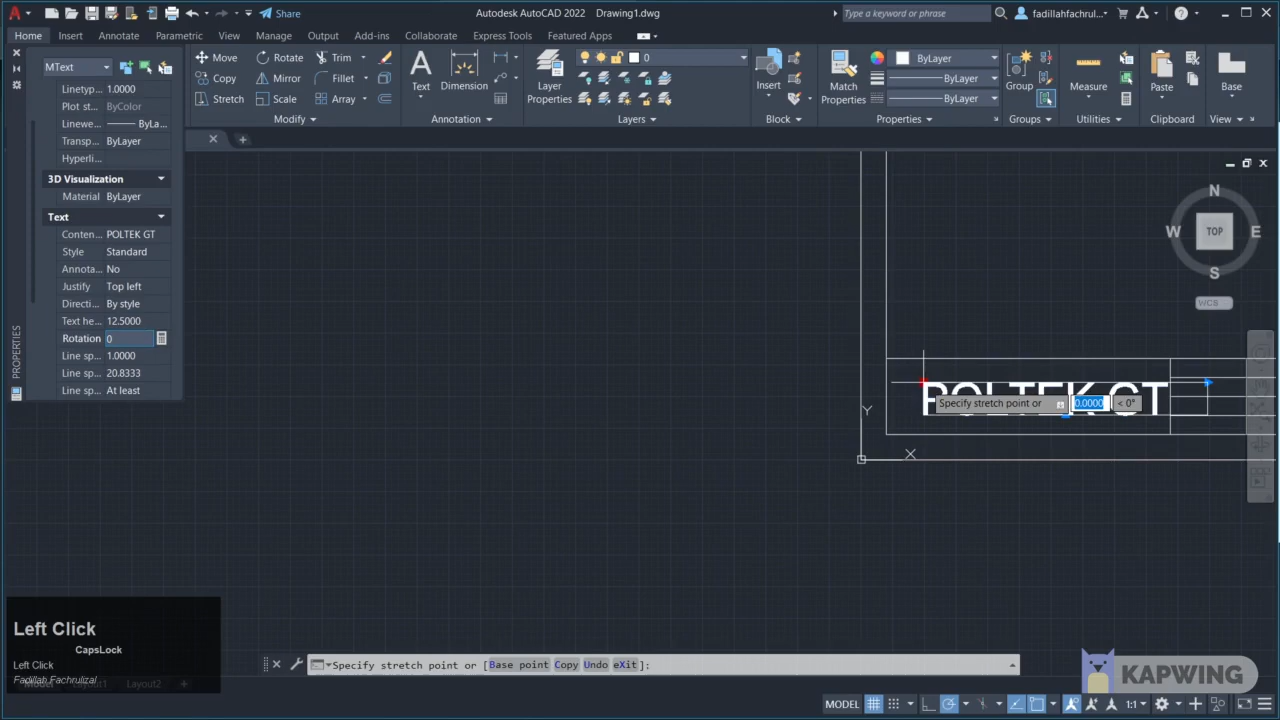 Share
Autodesk AutoCAD 2022 Drawing1.dwg
Type a keyword or phrase
fadillahfachrul...
Home Insert Annotate Parametric View Manage Output Add-ins Collaborate Express Tools Featured Apps
MText
Move Rotate Trim
Copy Mirror Fillet
Stretch Scale Array
Modify
Text Dimension
Annotation
Layer Properties
0
Layers
Insert
Block
Match Properties
ByLayer
ByLayer
ByLayer
Properties
Group
Groups
Measure
Utilities
Paste
Clipboard
Base
View
Linetyp... 1.0000
Plot st... ByColor
Linewe... ByLa...
Transp... ByLayer
Hyperli...
3D Visualization
Material ByLayer
Text
Conten... POLTEK GT
Style Standard
Annota... No
Justify Top left
Directi... By style
Text he... 12.5000
Rotation 0
Line sp... 1.0000
Line sp... 20.8333
Line sp... At least
PROPERTIES
N
W TOP E
S
WCS
POLTEK GT
Specify stretch point or 0.0000 < 0°
Y
X
Left Click
CapsLock
Left Click
Fadillah Fachrulizal
Specify stretch point or [Base point Copy Undo eXit]:
Model Layout1 Layout2 +
KAPWING
MODEL
1:1